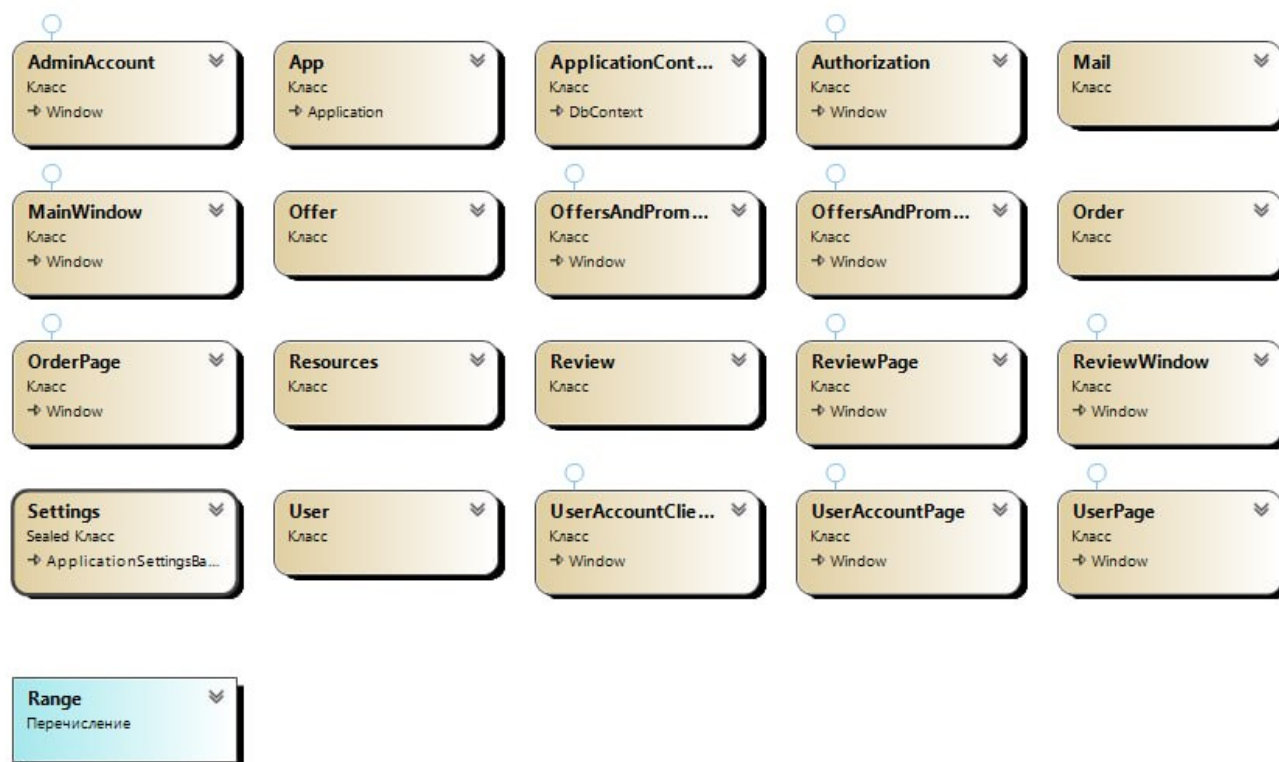 AdminAccount
Класс
Window
App
Класс
Application
ApplicationCont...
Класс
DbContext
Authorization
Класс
Window
Mail
Класс
MainWindow
Класс
Window
Offer
Класс
OffersAndProm...
Класс
Window
OffersAndProm...
Класс
Window
Order
Класс
OrderPage
Класс
Window
Resources
Класс
Review
Класс
ReviewPage
Класс
Window
ReviewWindow
Класс
Window
Settings
Sealed Класс
ApplicationSettingsBa...
User
Класс
UserAccountClie...
Класс
Window
UserAccountPage
Класс
Window
UserPage
Класс
Window
Range
Перечисление